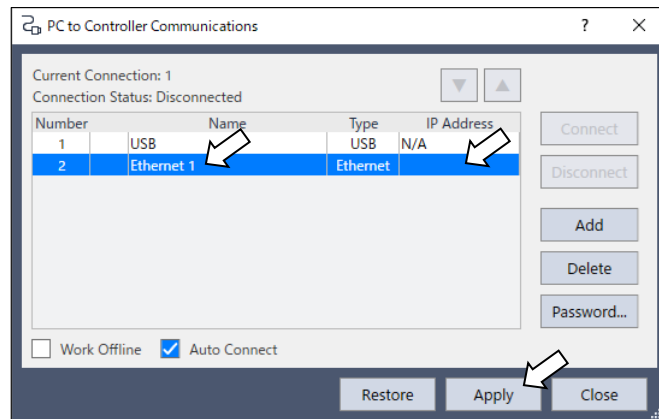 PC to Controller Communications ?
Current Connection: 1
Connection Status: Disconnected
Number Name Type IP Address
1 USB USB N/A
2 Ethernet 1 Ethernet
Connect
Disconnect
Add
Delete
Password...
Work Offline Auto Connect
Restore Apply Close